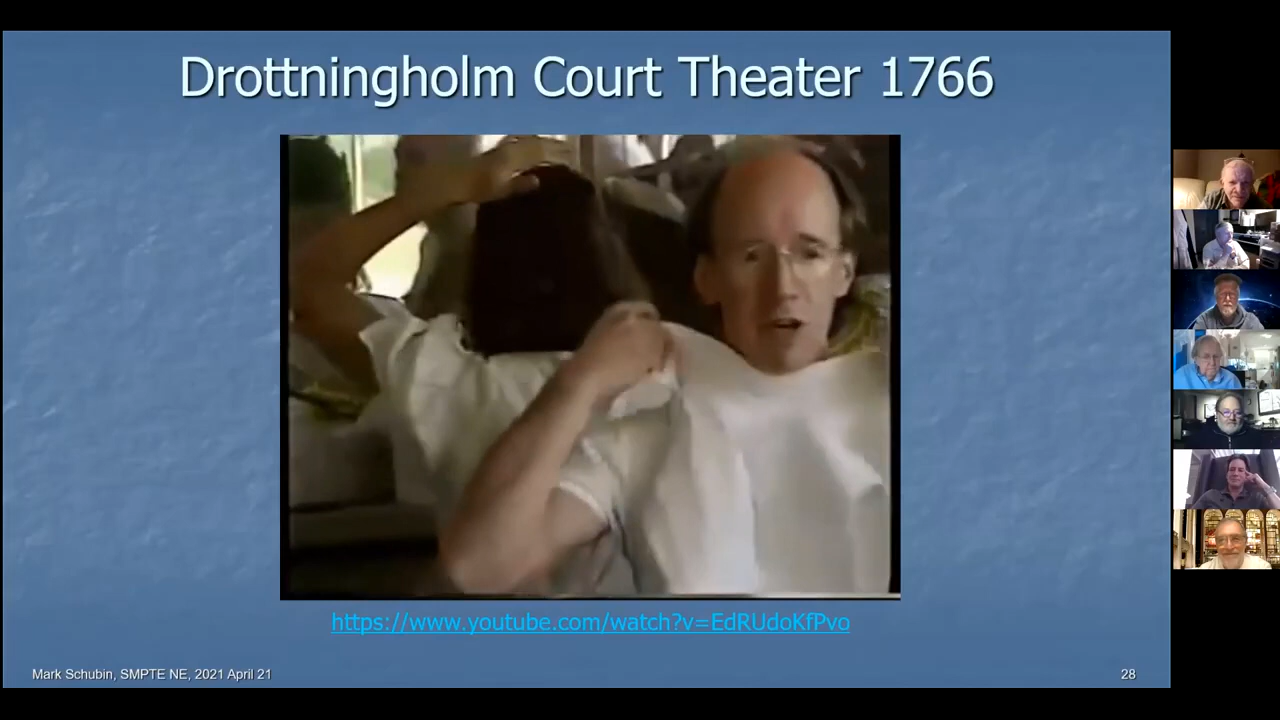 Drottningholm Court Theater 1766
https://www.youtube.com/watch?v=EdRUdoKfPvo
Mark Schubin, SMPTE NE, 2021 April 21
28